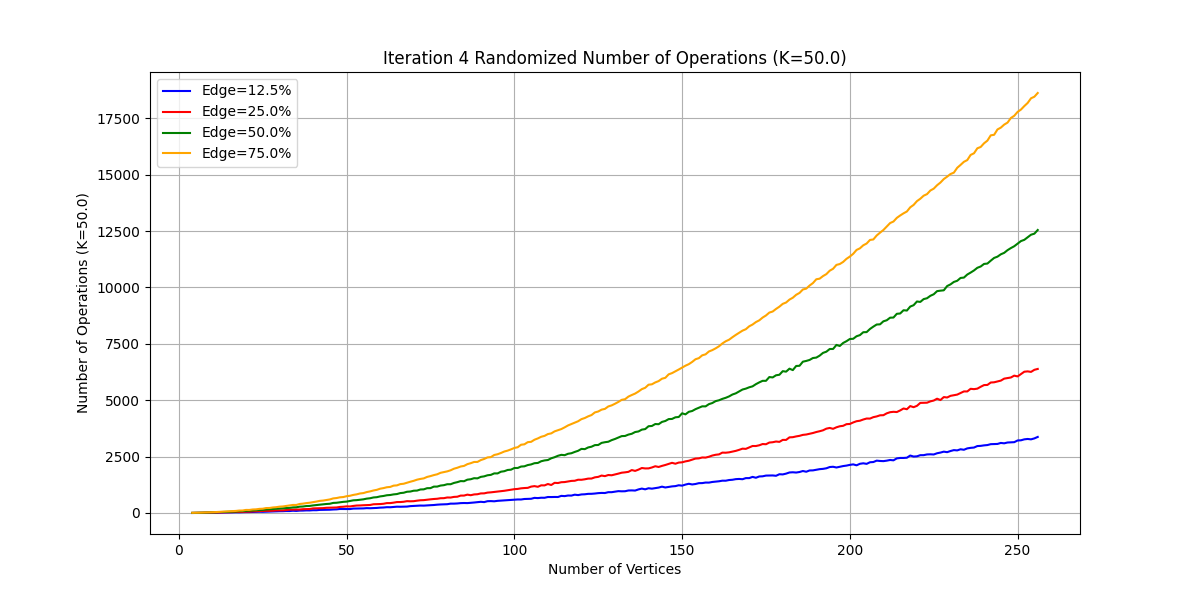 Iteration 4 Randomized Number of Operations (K=50.0)
Edge=12.5%
Edge=25.0%
Edge=50.0%
Edge=75.0%
Number of Operations (K=50.0)
17500
15000
12500
10000
7500
5000
2500
0
0 50 100 150 200 250
Number of Vertices